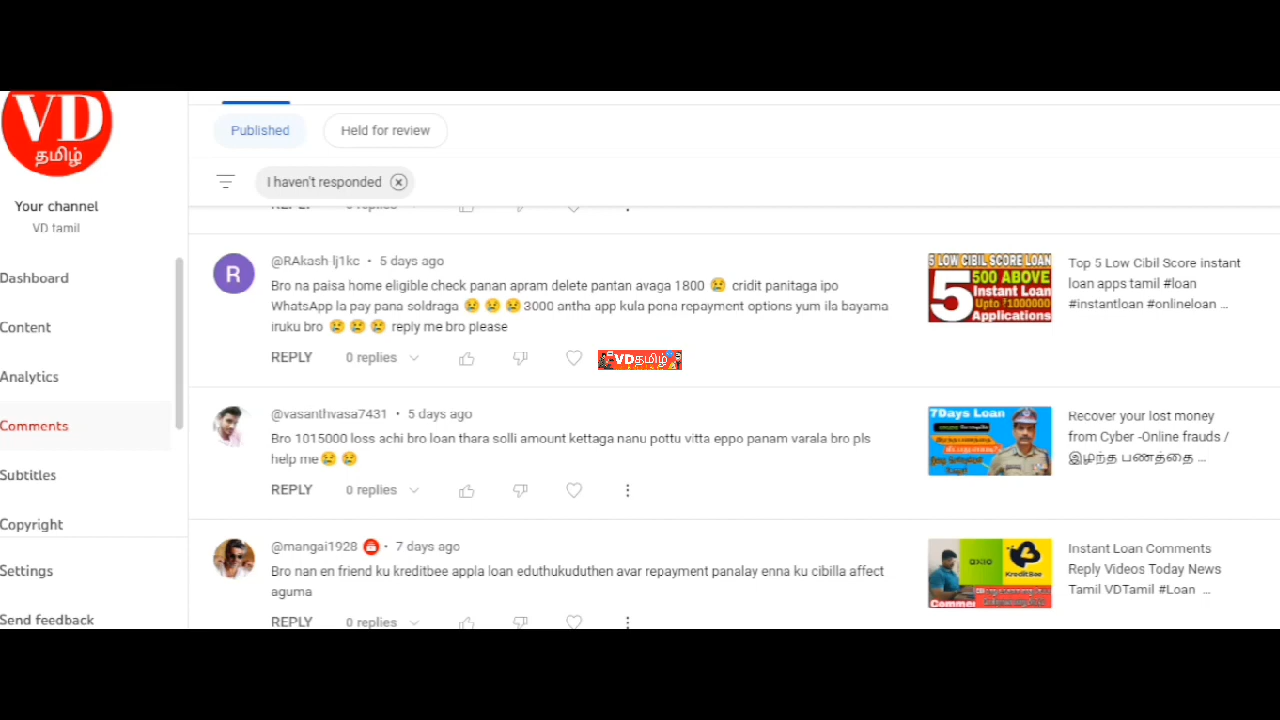 VD
தமிழ்
Your channel
VD tamil
Dashboard
Content
Analytics
Comments
Subtitles
Copyright
Settings
Send feedback
Published
Held for review
I haven't responded
REPLY 0 replies
R
@RAkash-lj1kc • 5 days ago
Bro na paisa.home eligible check panan apram delete pantan avaga 1800 😢 cridit panitaga ipo
WhatsApp la pay pana soldraga 😢 😢 😢 3000 antha app kula pona repayment options yum ila bayama
iruku bro 😢 😢 😢 reply me bro please
REPLY 0 replies
VDதமிழ்
5 LOW CIBIL SCORE LOAN
5
500 ABOVE
Instant Loan
Upto ₹1000000
Applications
Top 5 Low Cibil Score instant
loan apps tamil #loan
#instantloan #onlineloan ...
@vasanthvasa7431 • 5 days ago
Bro 1015000 loss achi bro loan thara solli amount kettaga nanu pottu vitta eppo panam varala bro pls
help me😢 😢
REPLY 0 replies
7Days Loan
Recover your lost money
from Cyber -0nline frauds /
இழந்த பணத்தை ...
@mangai1928 • 7 days ago
Bro nan en friend ku kreditbee appla loan eduthukuduthen avar repayment panalay enna ku cibilla affect
aguma
REPLY 0 replies
axio
KreditBee
Commen
Instant Loan Comments
Reply Videos Today News
Tamil VDTamil #Loan ...